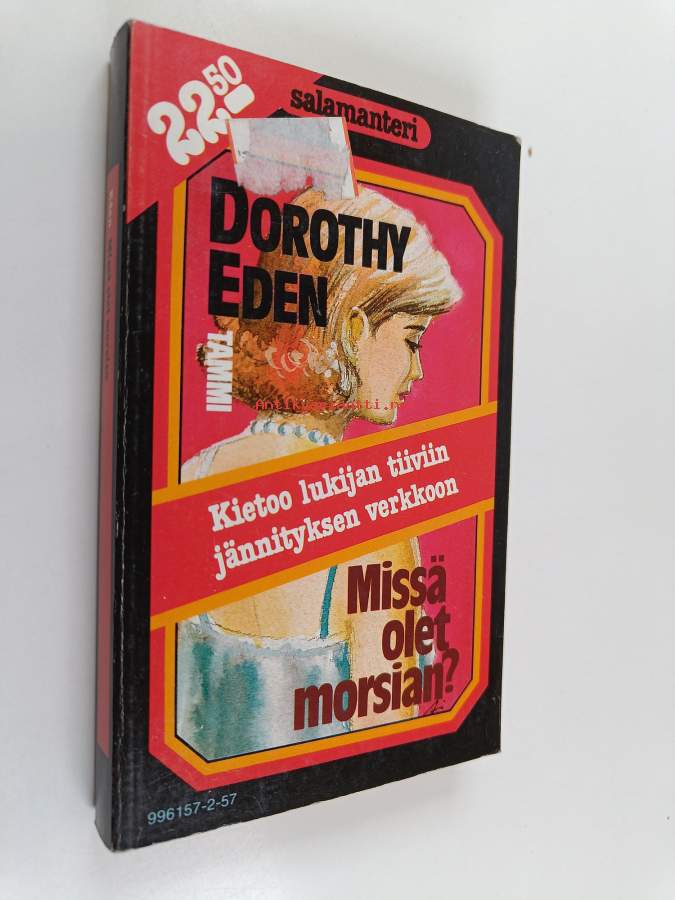 22.50
salamanteri
DOROTHY
EDEN
TAMMI
Kietoo lukijan tiiviin
jännityksen verkkoon
Missä
olet
morsian?
996157-2-57